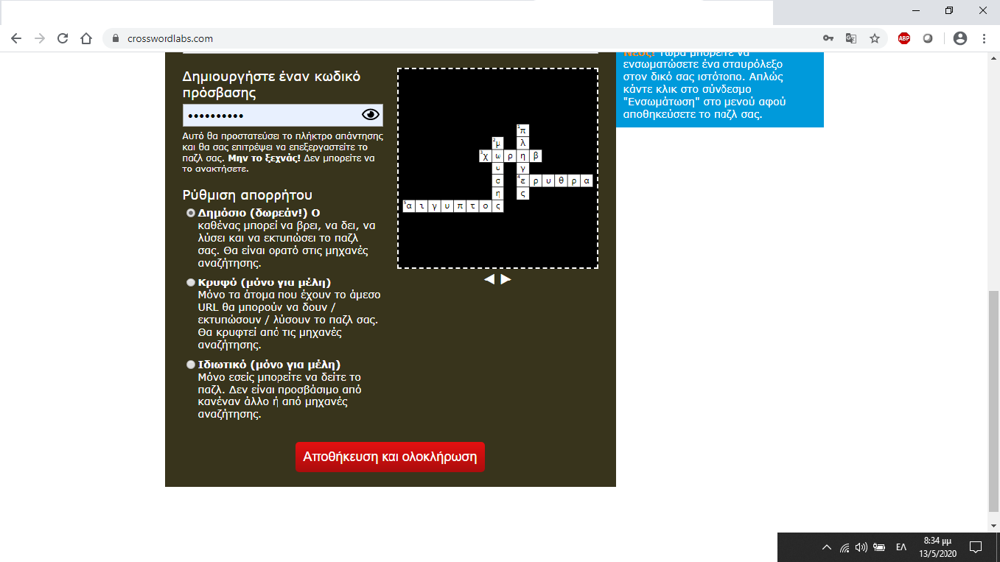 crosswordlabs.com
ABP
Δημιουργήστε έναν κωδικό
πρόσβασης
••••••••••
Αυτό θα προστατεύσει το πλήκτρο απάντησης
και θα σας επιτρέψει να επεξεργαστείτε το
παζλ σας. Μην το ξεχνάς! Δεν μπορείτε να
το ανακτήσετε.
Ρύθμιση απορρήτου
Δημόσιο (δωρεάν!) Ο
καθένας μπορεί να βρει, να δει, να
λύσει και να εκτυπώσει το παζλ
σας. Θα είναι ορατό στις μηχανές
αναζήτησης.
Κρυφό (μόνο για μέλη)
Μόνο τα άτομα που έχουν το άμεσο
URL θα μπορούν να δουν /
εκτυπώσουν / λύσουν το παζλ σας.
Θα κρυφτεί από τις μηχανές
αναζήτησης.
Ιδιωτικό (μόνο για μέλη)
Μόνο εσείς μπορείτε να δείτε το
παζλ. Δεν είναι προσβάσιμο από
κανέναν άλλο ή από μηχανές
αναζήτησης.
1 π
2 μ λ
3 χ ω ρ η β
υ γ
σ 4 ε ρ υ θ ρ α
η ς
5 α ι γ υ π τ ο ς
Αποθήκευση και ολοκλήρωση
Νέος! Τώρα μπορείτε να
ενσωματώσετε ένα σταυρόλεξο
στον δικό σας ιστότοπο. Απλώς
κάντε κλικ στο σύνδεσμο
"Ενσωμάτωση" στο μενού αφού
αποθηκεύσετε το παζλ σας.
ΕΛ
8:34 μμ
13/5/2020